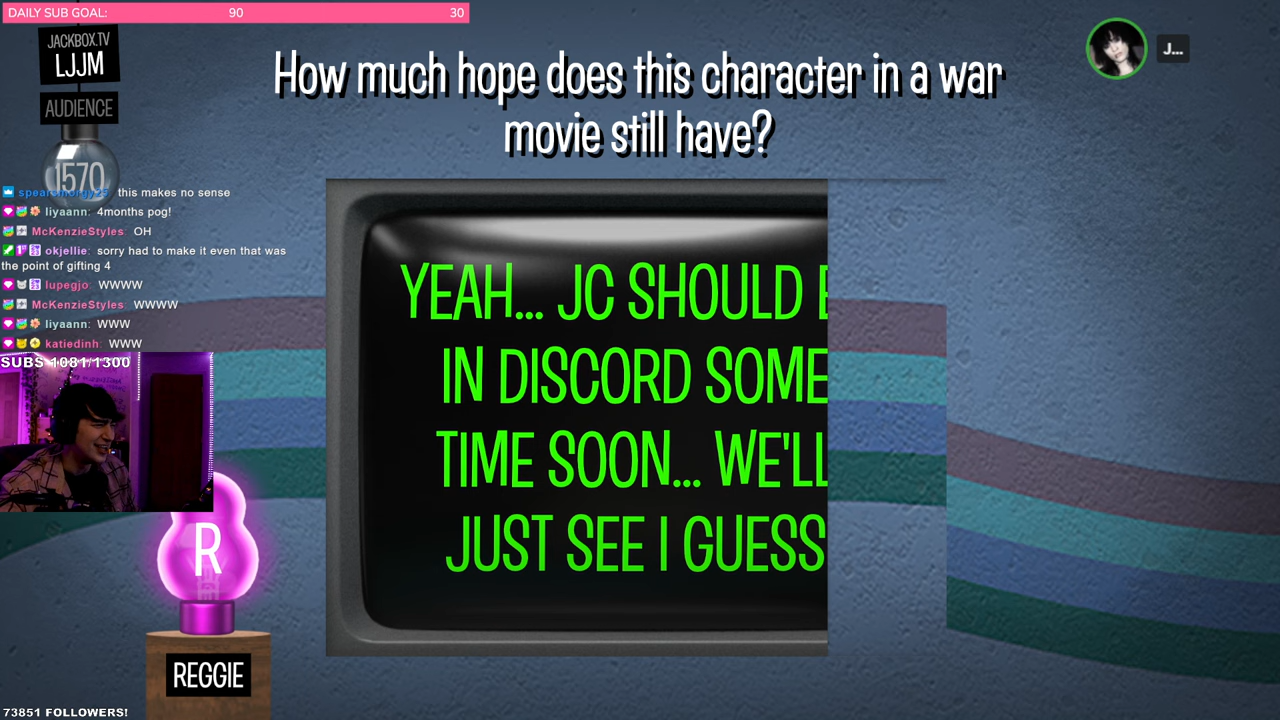 DAILY SUB GOAL: 90 30
JACKBOX.TV
LJJM
AUDIENCE
1570
J...
How much hope does this character in a war
movie still have?
this makes no sense
liyaann: 4months pog!
McKenzieStyles: OH
okjellie: sorry had to make it even that was
the point of gifting 4
lupegjo: WWWW
McKenzieStyles: WWWW
liyaann: WWW
katiedinh: WWW
SUBS 1081/1300
YEAH... JC SHOULD
IN DISCORD SOME
TIME SOON... WE'LL
JUST SEE I GUESS
R
REGGIE
73851 FOLLOWERS!